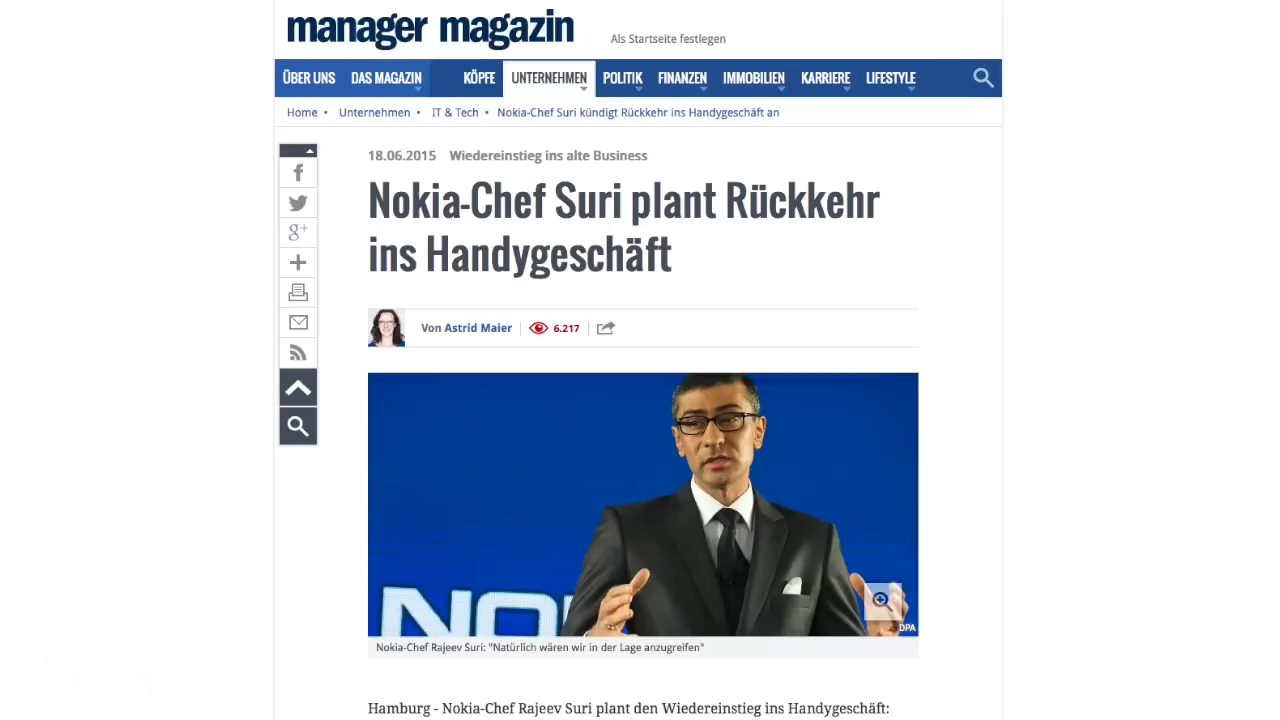 manager magazin
Als Startseite festlegen
ÜBER UNS DAS MAGAZIN KÖPFE UNTERNEHMEN POLITIK FINANZEN IMMOBILIEN KARRIERE LIFESTYLE
Home • Unternehmen • IT & Tech • Nokia-Chef Suri kündigt Rückkehr ins Handygeschäft an
18.06.2015 Wiedereinstieg ins alte Business
Nokia-Chef Suri plant Rückkehr
ins Handygeschäft
Von Astrid Maier 6.217
NO
DPA
Nokia-Chef Rajeev Suri: "Natürlich wären wir in der Lage anzugreifen"
Hamburg - Nokia-Chef Rajeev Suri plant den Wiedereinstieg ins Handygeschäft: